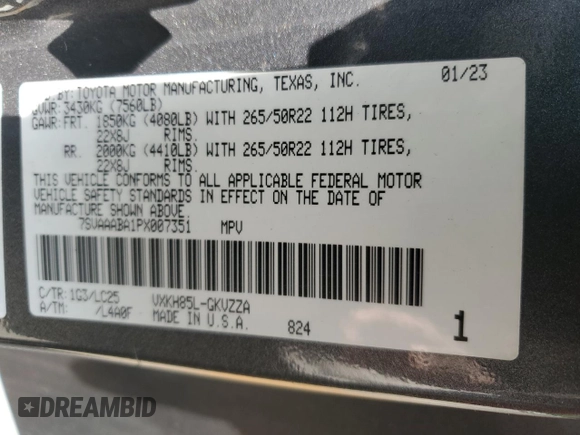 BY: TOYOTA MOTOR MANUFACTURING, TEXAS, INC. 01/23
GVWR: 3430KG (7560LB)
GAWR: FRT. 1850KG (4080LB) WITH 265/50R22 112H TIRES,
22X8J RIMS.
RR. 2000KG (4410LB) WITH 265/50R22 112H TIRES,
22X8J RIMS.
THIS VEHICLE CONFORMS TO ALL APPLICABLE FEDERAL MOTOR
VEHICLE SAFETY STANDARDS IN EFFECT ON THE DATE OF
MANUFACTURE SHOWN ABOVE.
7SVAAABA1PX007351 MPV
C/TR: 1G3/LC25 VXKH85L-GKVZZA
A/TM: /L4A0F MADE IN U.S.A. 824 1
DREAMBID